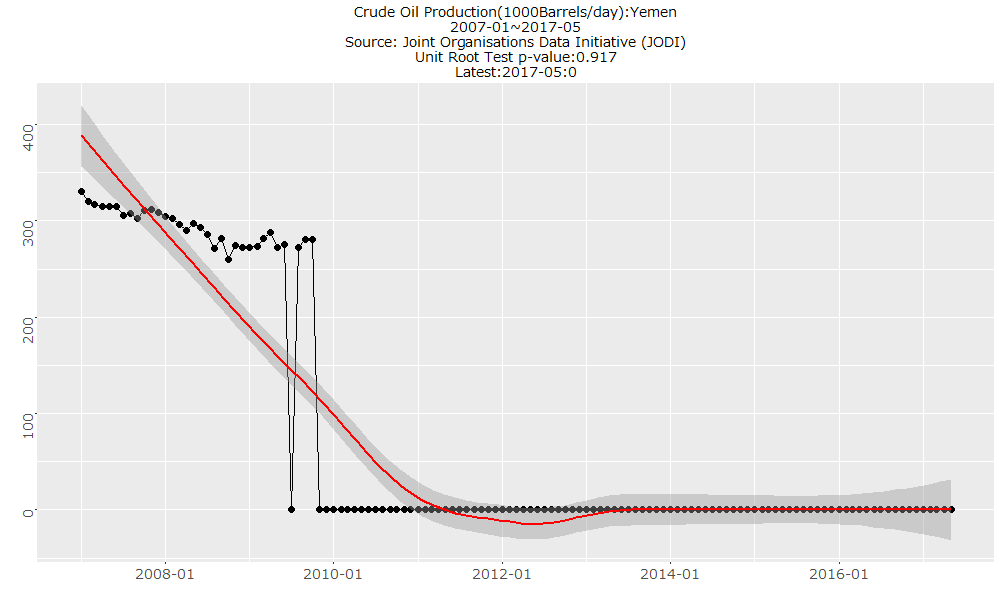 Crude Oil Production(1000Barrels/day):Yemen
2007-01~2017-05
Source: Joint Organisations Data Initiative (JODI)
Unit Root Test p-value:0.917
Latest:2017-05:0
400
300
200
100
0
2008-01 2010-01 2012-01 2014-01 2016-01